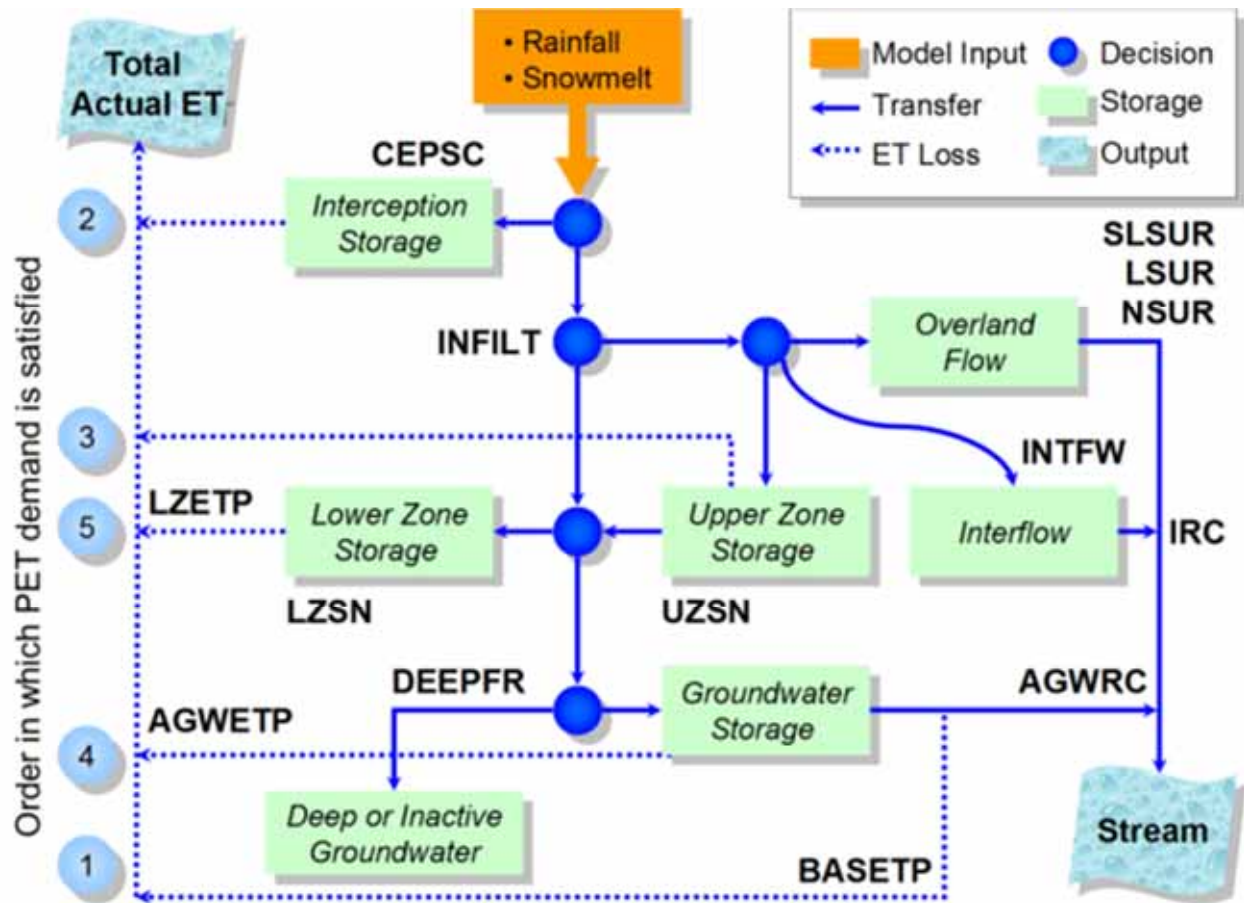 Total
Actual ET
• Rainfall
• Snowmelt
Model Input
Decision
Transfer
Storage
ET Loss
Output
CEPSC
2
Interception
Storage
SLSUR
LSUR
NSUR
INFILT
Overland
Flow
Order in which PET demand is satisfied
3
INTFW
LZETP
5
Lower Zone
Storage
Upper Zone
Storage
Interflow
IRC
LZSN
UZSN
DEEPFR
Groundwater
Storage
AGWRC
AGWETP
4
Deep or Inactive
Groundwater
Stream
1
BASETP